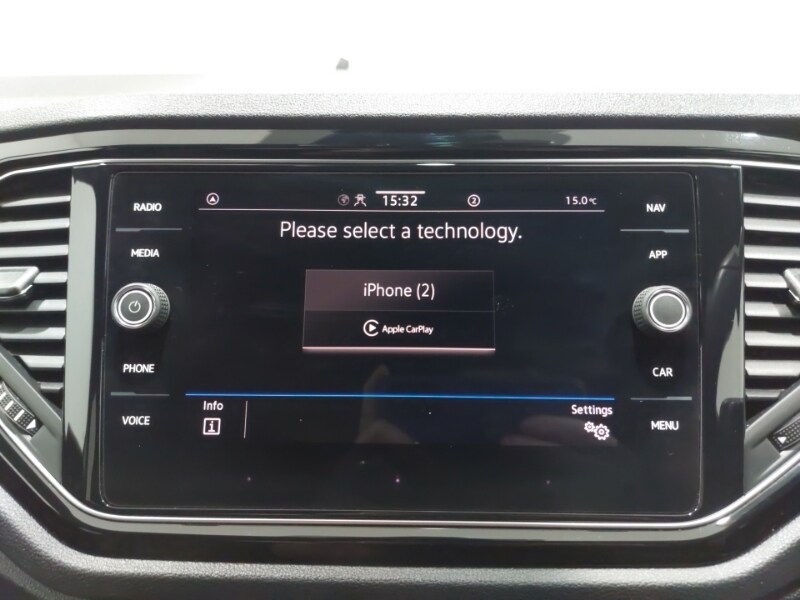 15:32
2
15.0°C
RADIO
NAV
Please select a technology.
MEDIA
APP
iPhone (2)
Apple CarPlay
PHONE
CAR
Info
Settings
VOICE
MENU